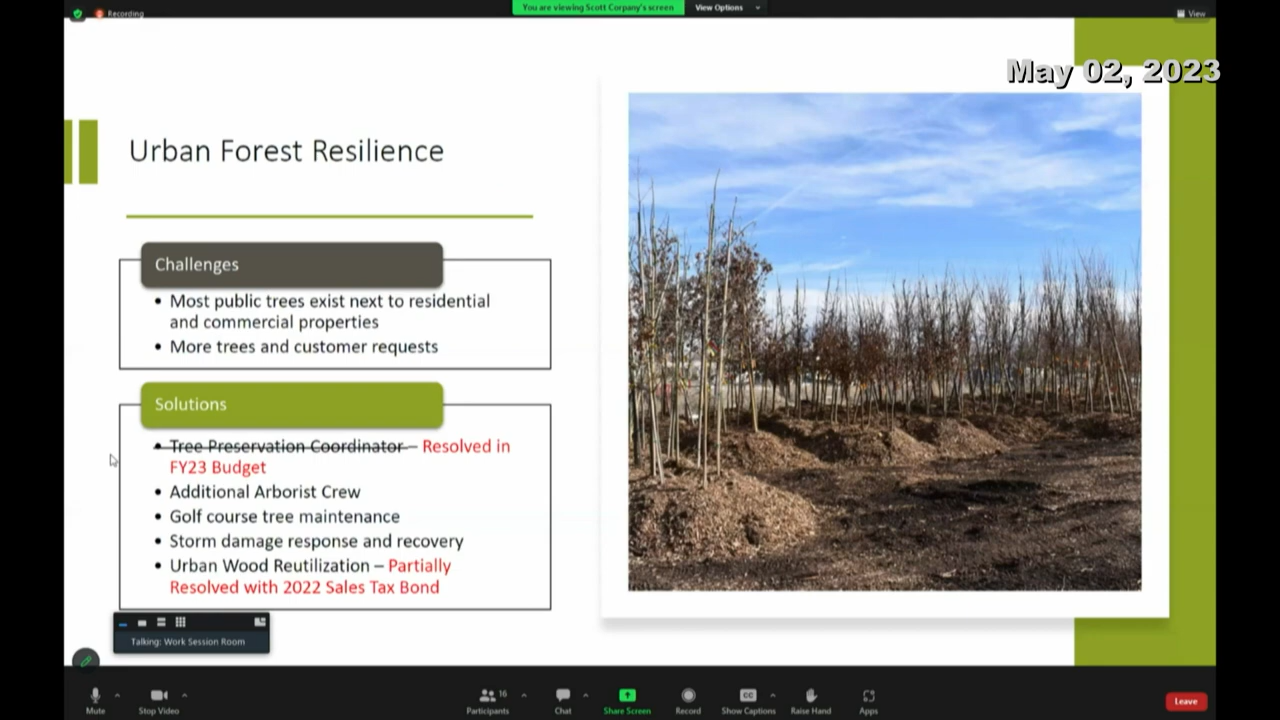 Recording
You are viewing Scott Corpany's screen
View Options
View
May 02, 2023
Urban Forest Resilience
Challenges
• Most public trees exist next to residential
and commercial properties
• More trees and customer requests
Solutions
• Tree Preservation Coordinator – Resolved in
FY23 Budget
• Additional Arborist Crew
• Golf course tree maintenance
• Storm damage response and recovery
• Urban Wood Reutilization – Partially
Resolved with 2022 Sales Tax Bond
Talking: Work Session Room
Mute
Stop Video
Participants
16
Chat
Share Screen
Record
CC
Show Captions
Raise Hand
Apps
Leave